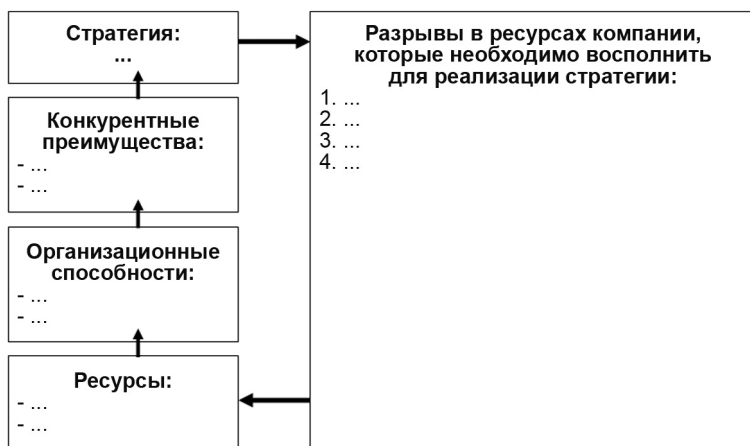 Стратегия:
...
Конкурентные
преимущества:
- ...
- ...
Организационные
способности:
- ...
- ...
Ресурсы:
- ...
- ...
Разрывы в ресурсах компании,
которые необходимо восполнить
для реализации стратегии:
1. ...
2. ...
3. ...
4. ...